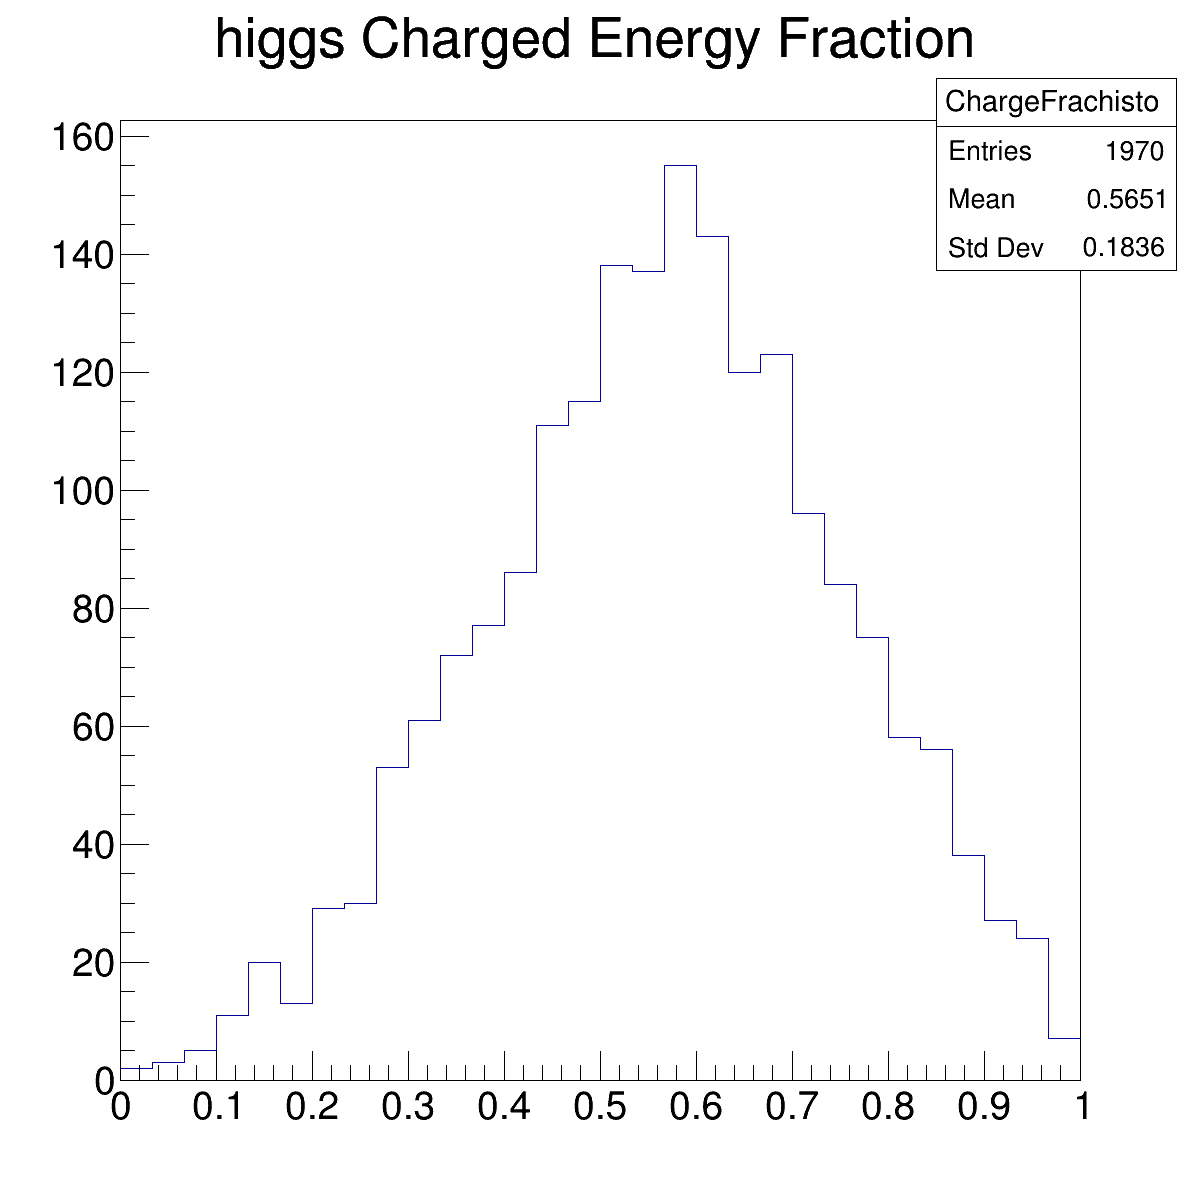 higgs Charged Energy Fraction
ChargeFrachisto
Entries 1970
Mean 0.5651
Std Dev 0.1836
160
140
120
100
80
60
40
20
0
0 0.1 0.2 0.3 0.4 0.5 0.6 0.7 0.8 0.9 1